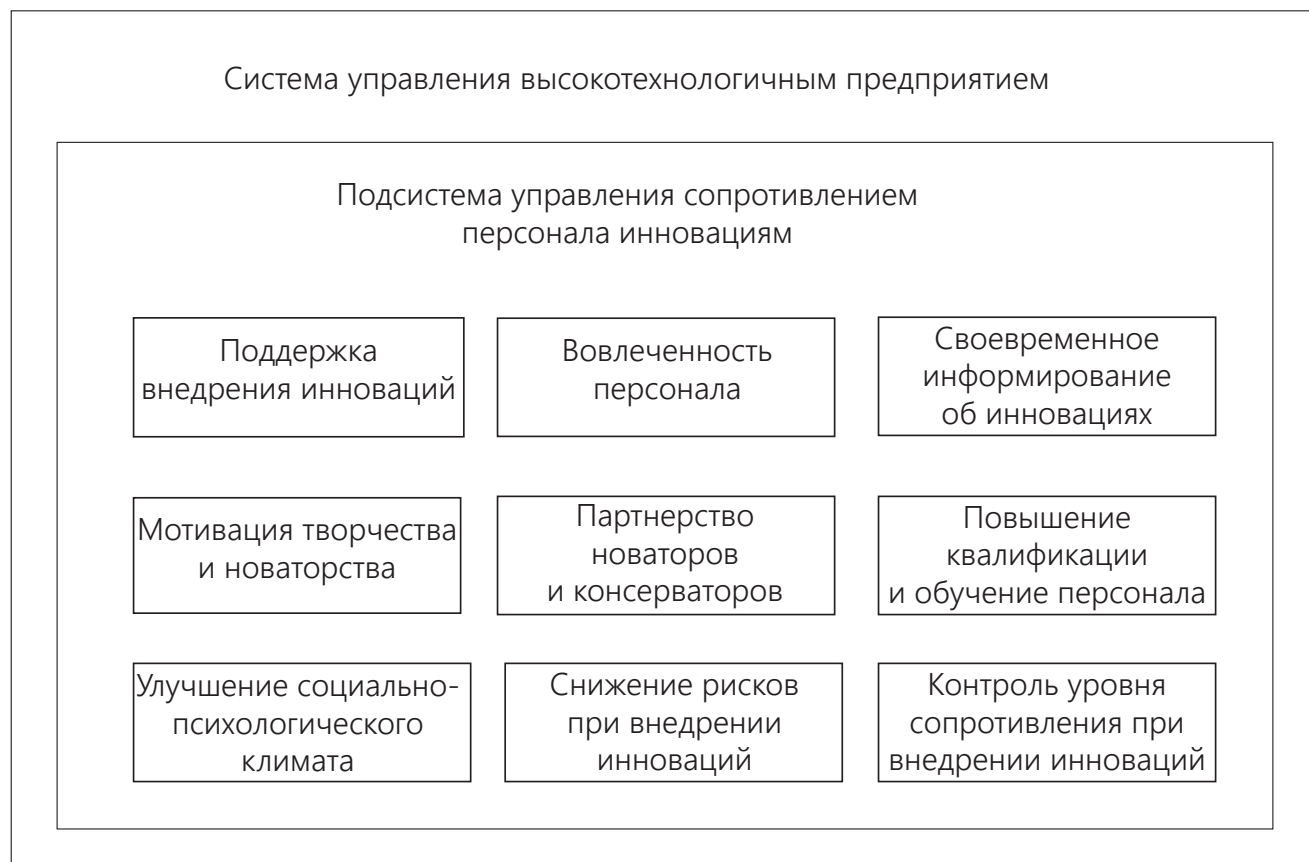 Система управления высокотехнологичным предприятием
Подсистема управления сопротивлением
персонала инновациям
Поддержка
внедрения инноваций
Вовлеченность
персонала
Своевременное
информирование
об инновациях
Мотивация творчества
и новаторства
Партнерство
новаторов
и консерваторов
Повышение
квалификации
и обучение персонала
Улучшение социально-
психологического
климата
Снижение рисков
при внедрении
инноваций
Контроль уровня
сопротивления при
внедрении инноваций